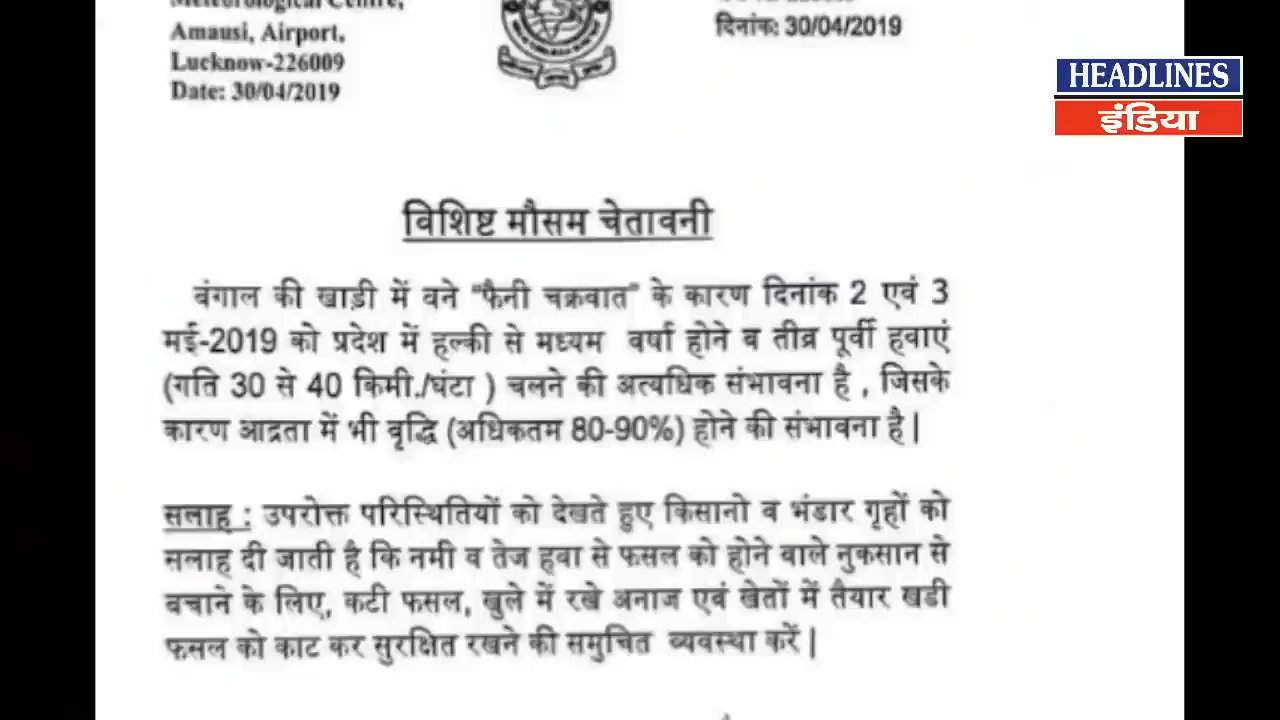 Meteorological Centre,
Amausi, Airport,
Lucknow-226009
Date: 30/04/2019
दिनांक: 30/04/2019
HEADLINES
इंडिया
विशिष्ट मौसम चेतावनी
बंगाल की खाड़ी में बने "फैनी चक्रवात" के कारण दिनांक 2 एवं 3
मई-2019 को प्रदेश में हल्की से मध्यम वर्षा होने व तीव्र पूर्वी हवाएं
(गति 30 से 40 किमी./घंटा ) चलने की अत्यधिक संभावना है , जिसके
कारण आद्रता में भी वृद्धि (अधिकतम 80-90%) होने की संभावना है |
सलाह : उपरोक्त परिस्थितियों को देखते हुए किसानो व भंडार गृहों को
सलाह दी जाती है कि नमी व तेज हवा से फसल को होने वाले नुकसान से
बचाने के लिए, कटी फसल, खुले में रखे अनाज एवं खेतों में तैयार खडी
फसल को काट कर सुरक्षित रखने की समुचित व्यवस्था करें |